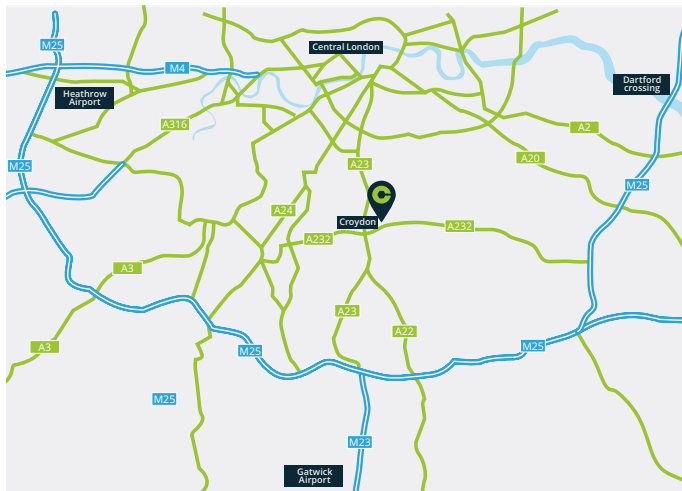 M25
Central London
M4
Dartford
crossing
Heathrow
Airport
A316
A2
A20
A23
M25
M25
A24
Croydon
A232
A232
A3
A23
A22
A3
M25
M25
M25
M23
Gatwick
Airport